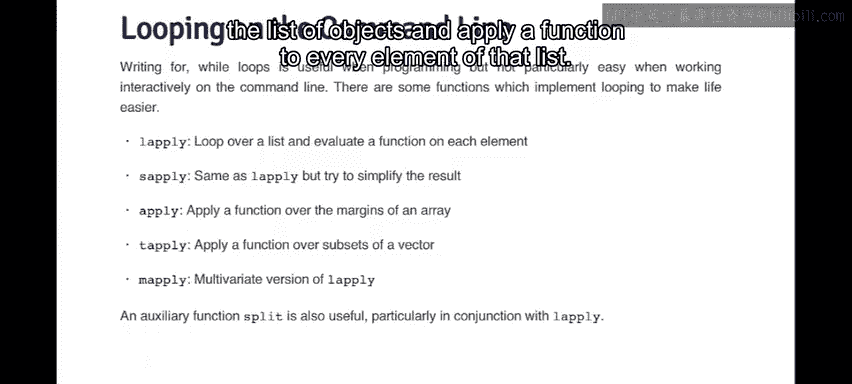 Looping on the Command Line
the list of objects and apply a function
to every element of that list.
Writing for, while loops is useful when programming but not particularly easy when working
interactively on the command line. There are some functions which implement looping to make life
easier.
· lapply: Loop over a list and evaluate a function on each element
· sapply: Same as lapply but try to simplify the result
· apply: Apply a function over the margins of an array
· tapply: Apply a function over subsets of a vector
· mapply: Multivariate version of lapply
An auxiliary function split is also useful, particularly in conjunction with lapply.